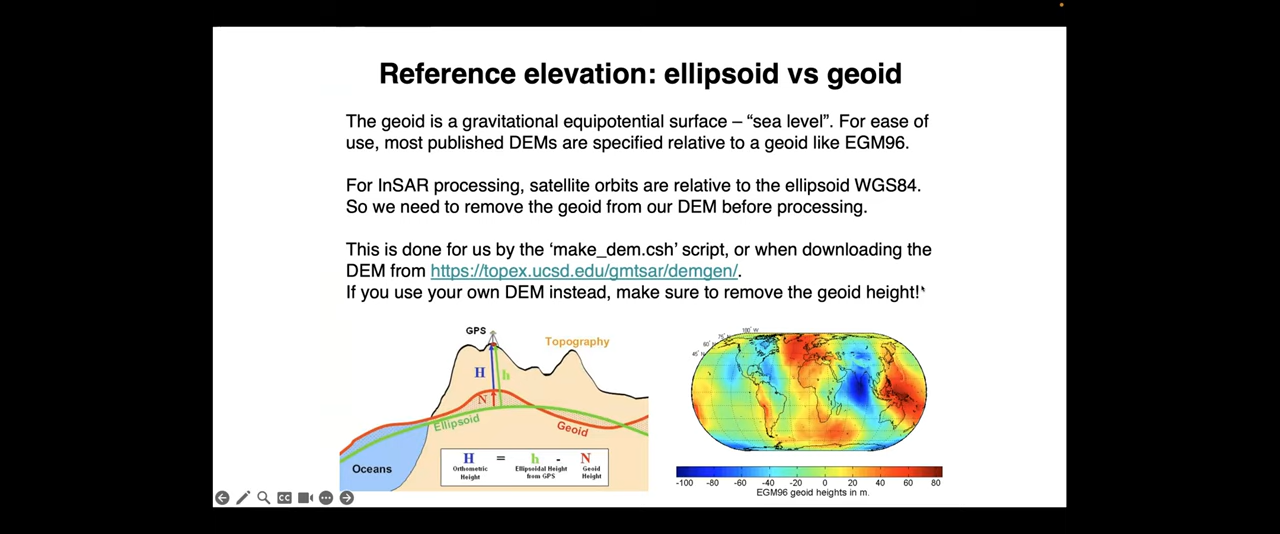 Reference elevation: ellipsoid vs geoid
The geoid is a gravitational equipotential surface – “sea level”. For ease of
use, most published DEMs are specified relative to a geoid like EGM96.
For InSAR processing, satellite orbits are relative to the ellipsoid WGS84.
So we need to remove the geoid from our DEM before processing.
This is done for us by the ‘make_dem.csh’ script, or when downloading the
DEM from https://topex.ucsd.edu/gmtsar/demgen/.
If you use your own DEM instead, make sure to remove the geoid height!
GPS
Topography
H
h
N
Ellipsoid
Geoid
Oceans
H = h - N
Orthometric Height
Ellipsoidal Height from GPS
Geoid Height
100° W
75° N
60° N
45° N
-100 -80 -60 -40 -20 0 20 40 60 80
EGM96 geoid heights in m.
CC